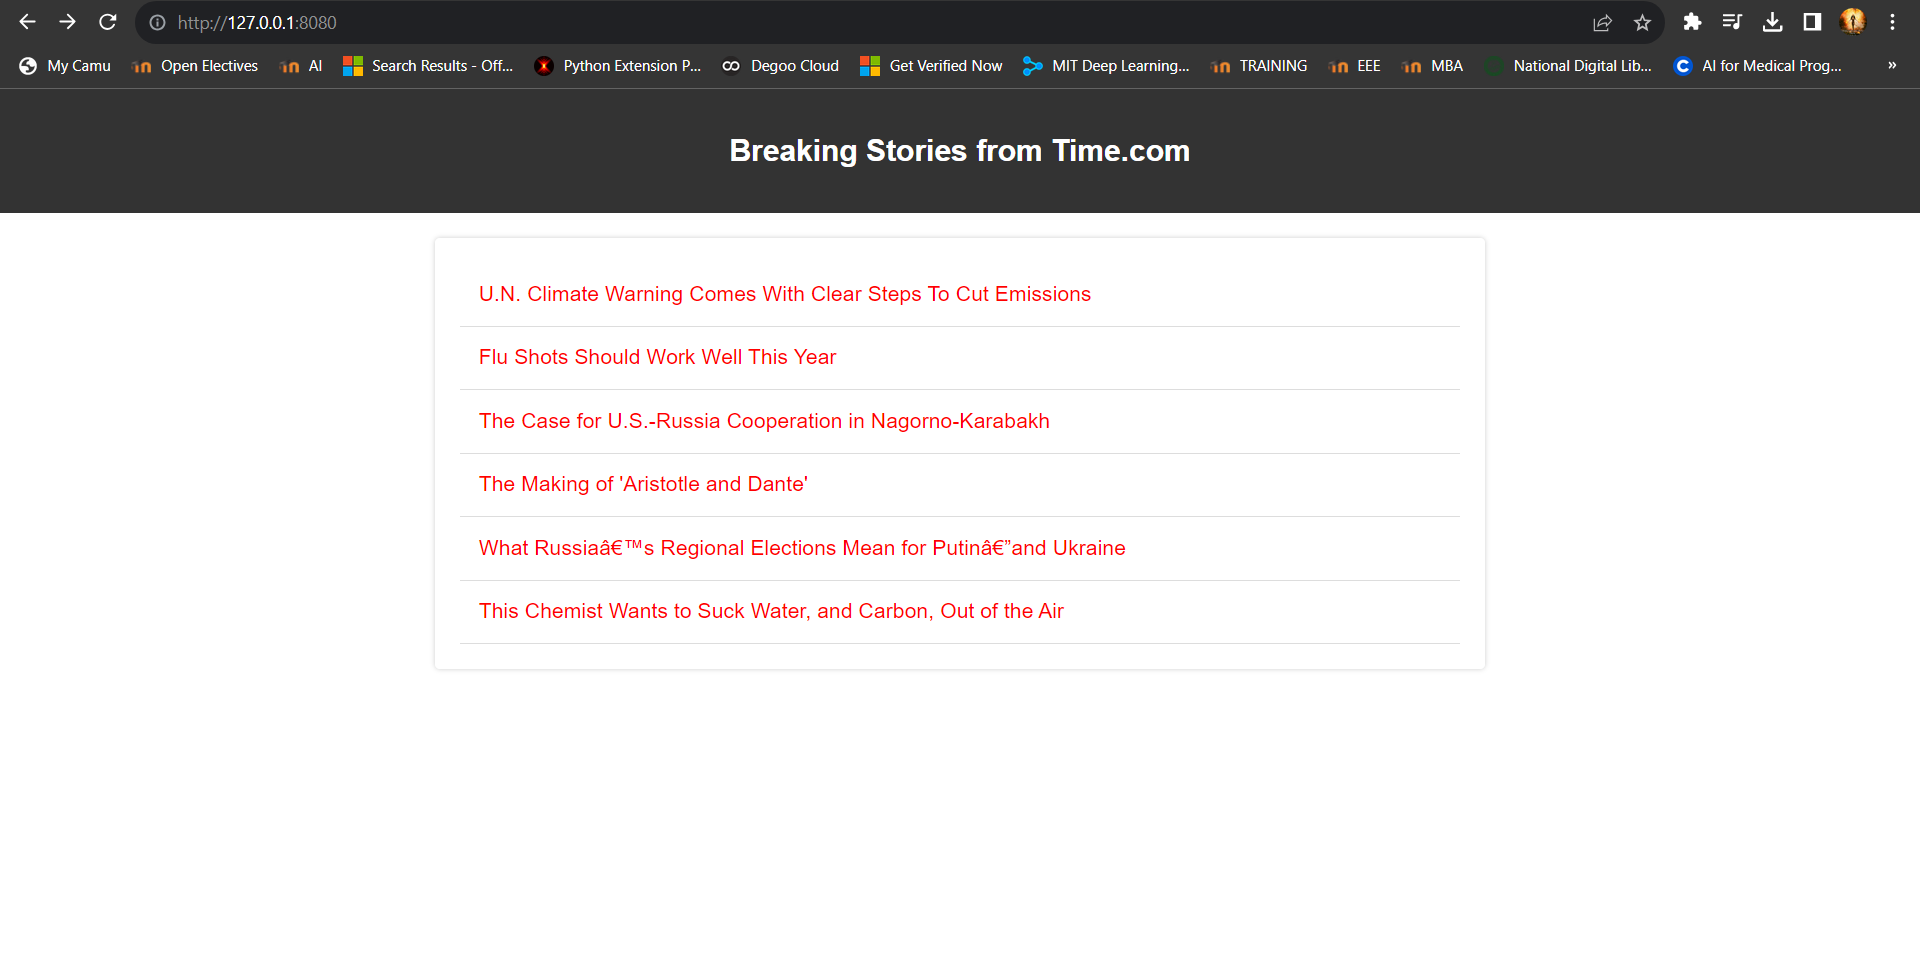 http://127.0.0.1:8080
My Camu Open Electives AI Search Results - Off... Python Extension P... Degoo Cloud Get Verified Now MIT Deep Learning... TRAINING EEE MBA National Digital Lib... AI for Medical Prog... »
Breaking Stories from Time.com
U.N. Climate Warning Comes With Clear Steps To Cut Emissions
Flu Shots Should Work Well This Year
The Case for U.S.-Russia Cooperation in Nagorno-Karabakh
The Making of 'Aristotle and Dante'
What Russiaâ€™s Regional Elections Mean for Putinâ€”and Ukraine
This Chemist Wants to Suck Water, and Carbon, Out of the Air